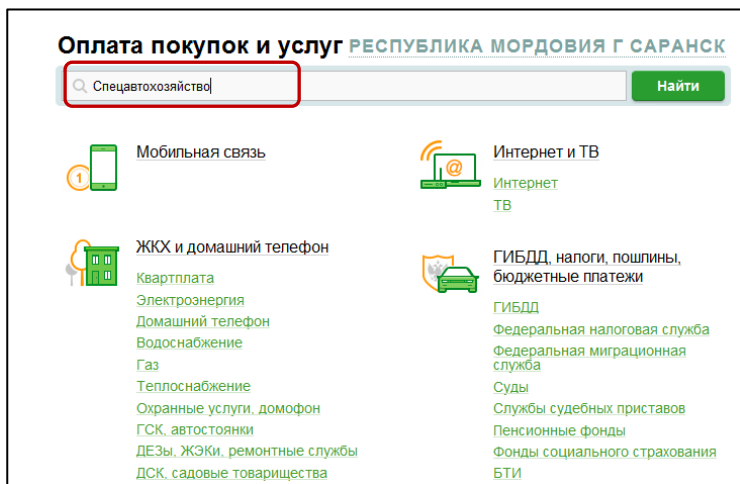 Оплата покупок и услуг РЕСПУБЛИКА МОРДОВИЯ Г САРАНСК
Спецавтохозяйство
Найти
Мобильная связь
1
Интернет и ТВ
@
Интернет
ТВ
ЖКХ и домашний телефон
Квартплата
Электроэнергия
Домашний телефон
Водоснабжение
Газ
Теплоснабжение
Охранные услуги, домофон
ГСК, автостоянки
ДЕЗы, ЖЭКи, ремонтные службы
ДСК, садовые товарищества
ГИБДД, налоги, пошлины,
бюджетные платежи
ГИБДД
Федеральная налоговая служба
Федеральная миграционная
служба
Суды
Службы судебных приставов
Пенсионные фонды
Фонды социального страхования
БТИ